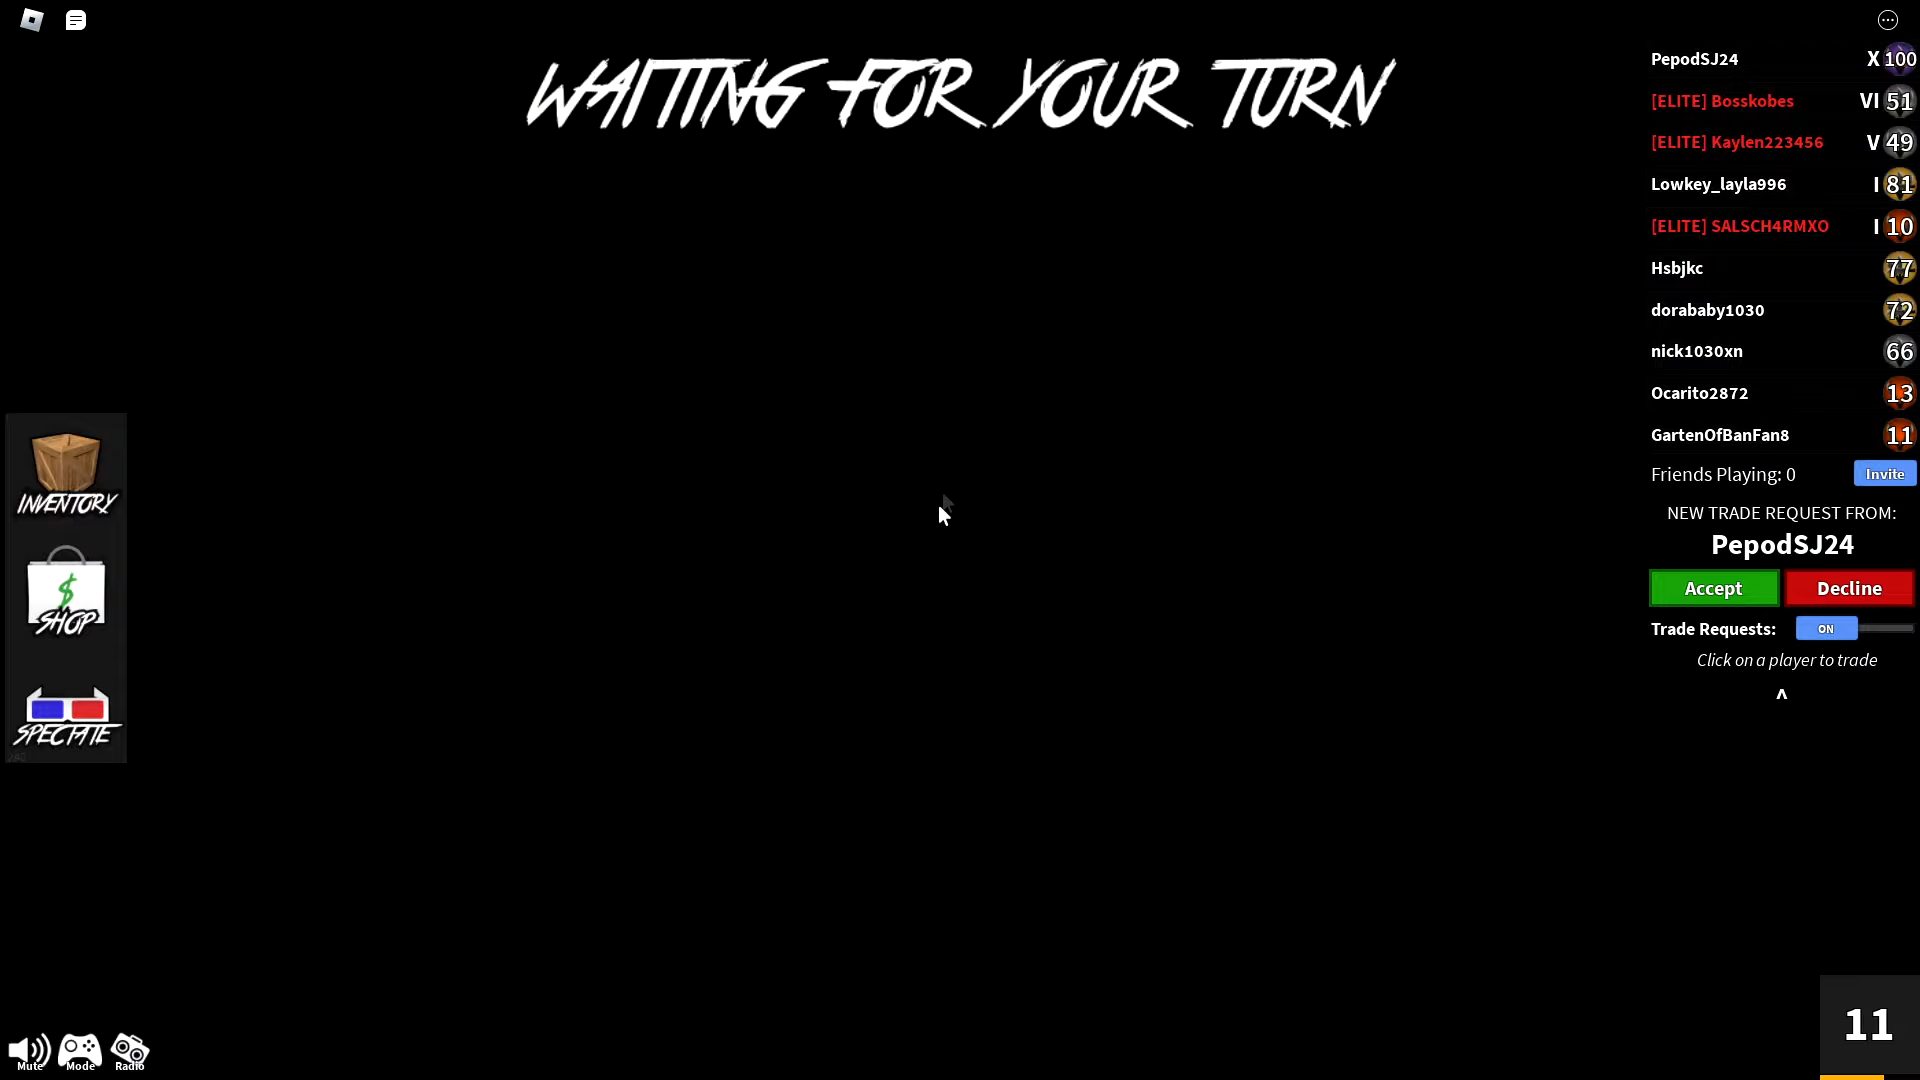 WAITING FOR YOUR TURN
PepodSJ24 X 100
[ELITE] Bosskobes VI 51
[ELITE] Kaylen223456 V 49
Lowkey_layla996 I 81
[ELITE] SALSCH4RMXO I 10
Hsbjkc 77
dorababy1030 72
nick1030xn 66
Ocarito2872 13
GartenOfBanFan8 11
Friends Playing: 0 Invite
NEW TRADE REQUEST FROM:
PepodSJ24
Accept Decline
Trade Requests: ON
Click on a player to trade
^
INVENTORY
$
SHOP
SPECTATE
Mute Mode Radio
11